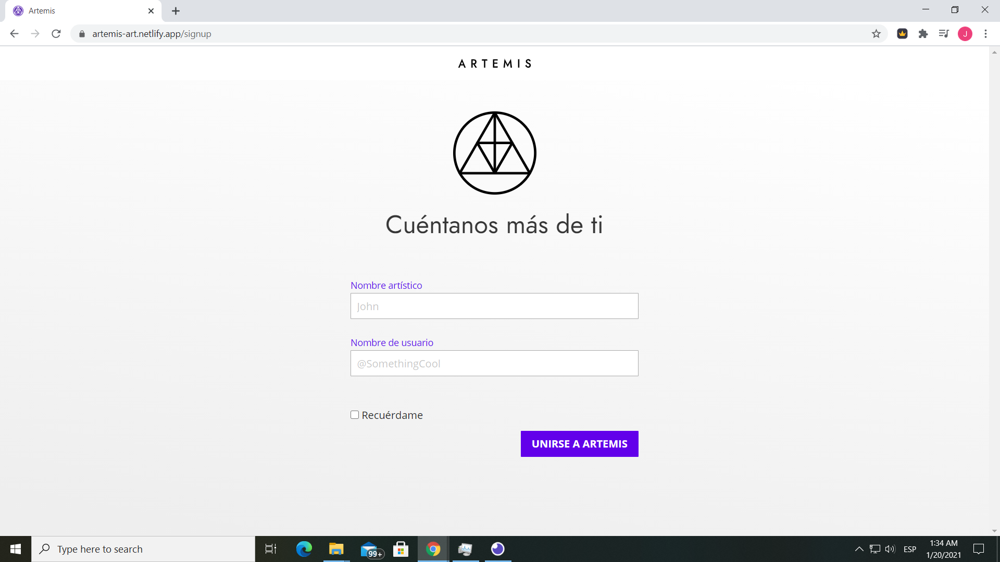 Artemis
artemis-art.netlify.app/signup
J
ARTEMIS
Cuéntanos más de ti
Nombre artístico
John
Nombre de usuario
@SomethingCool
Recuérdame
UNIRSE A ARTEMIS
Type here to search
99+
ESP
1:34 AM
1/20/2021